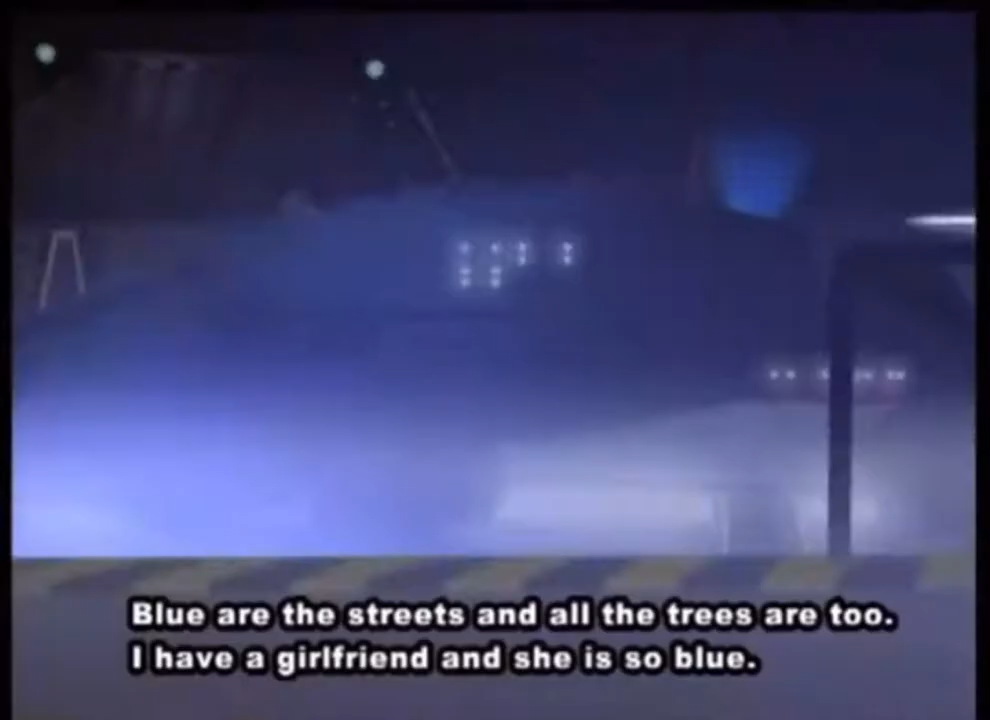 Blue are the streets and all the trees are too.
I have a girlfriend and she is so blue.